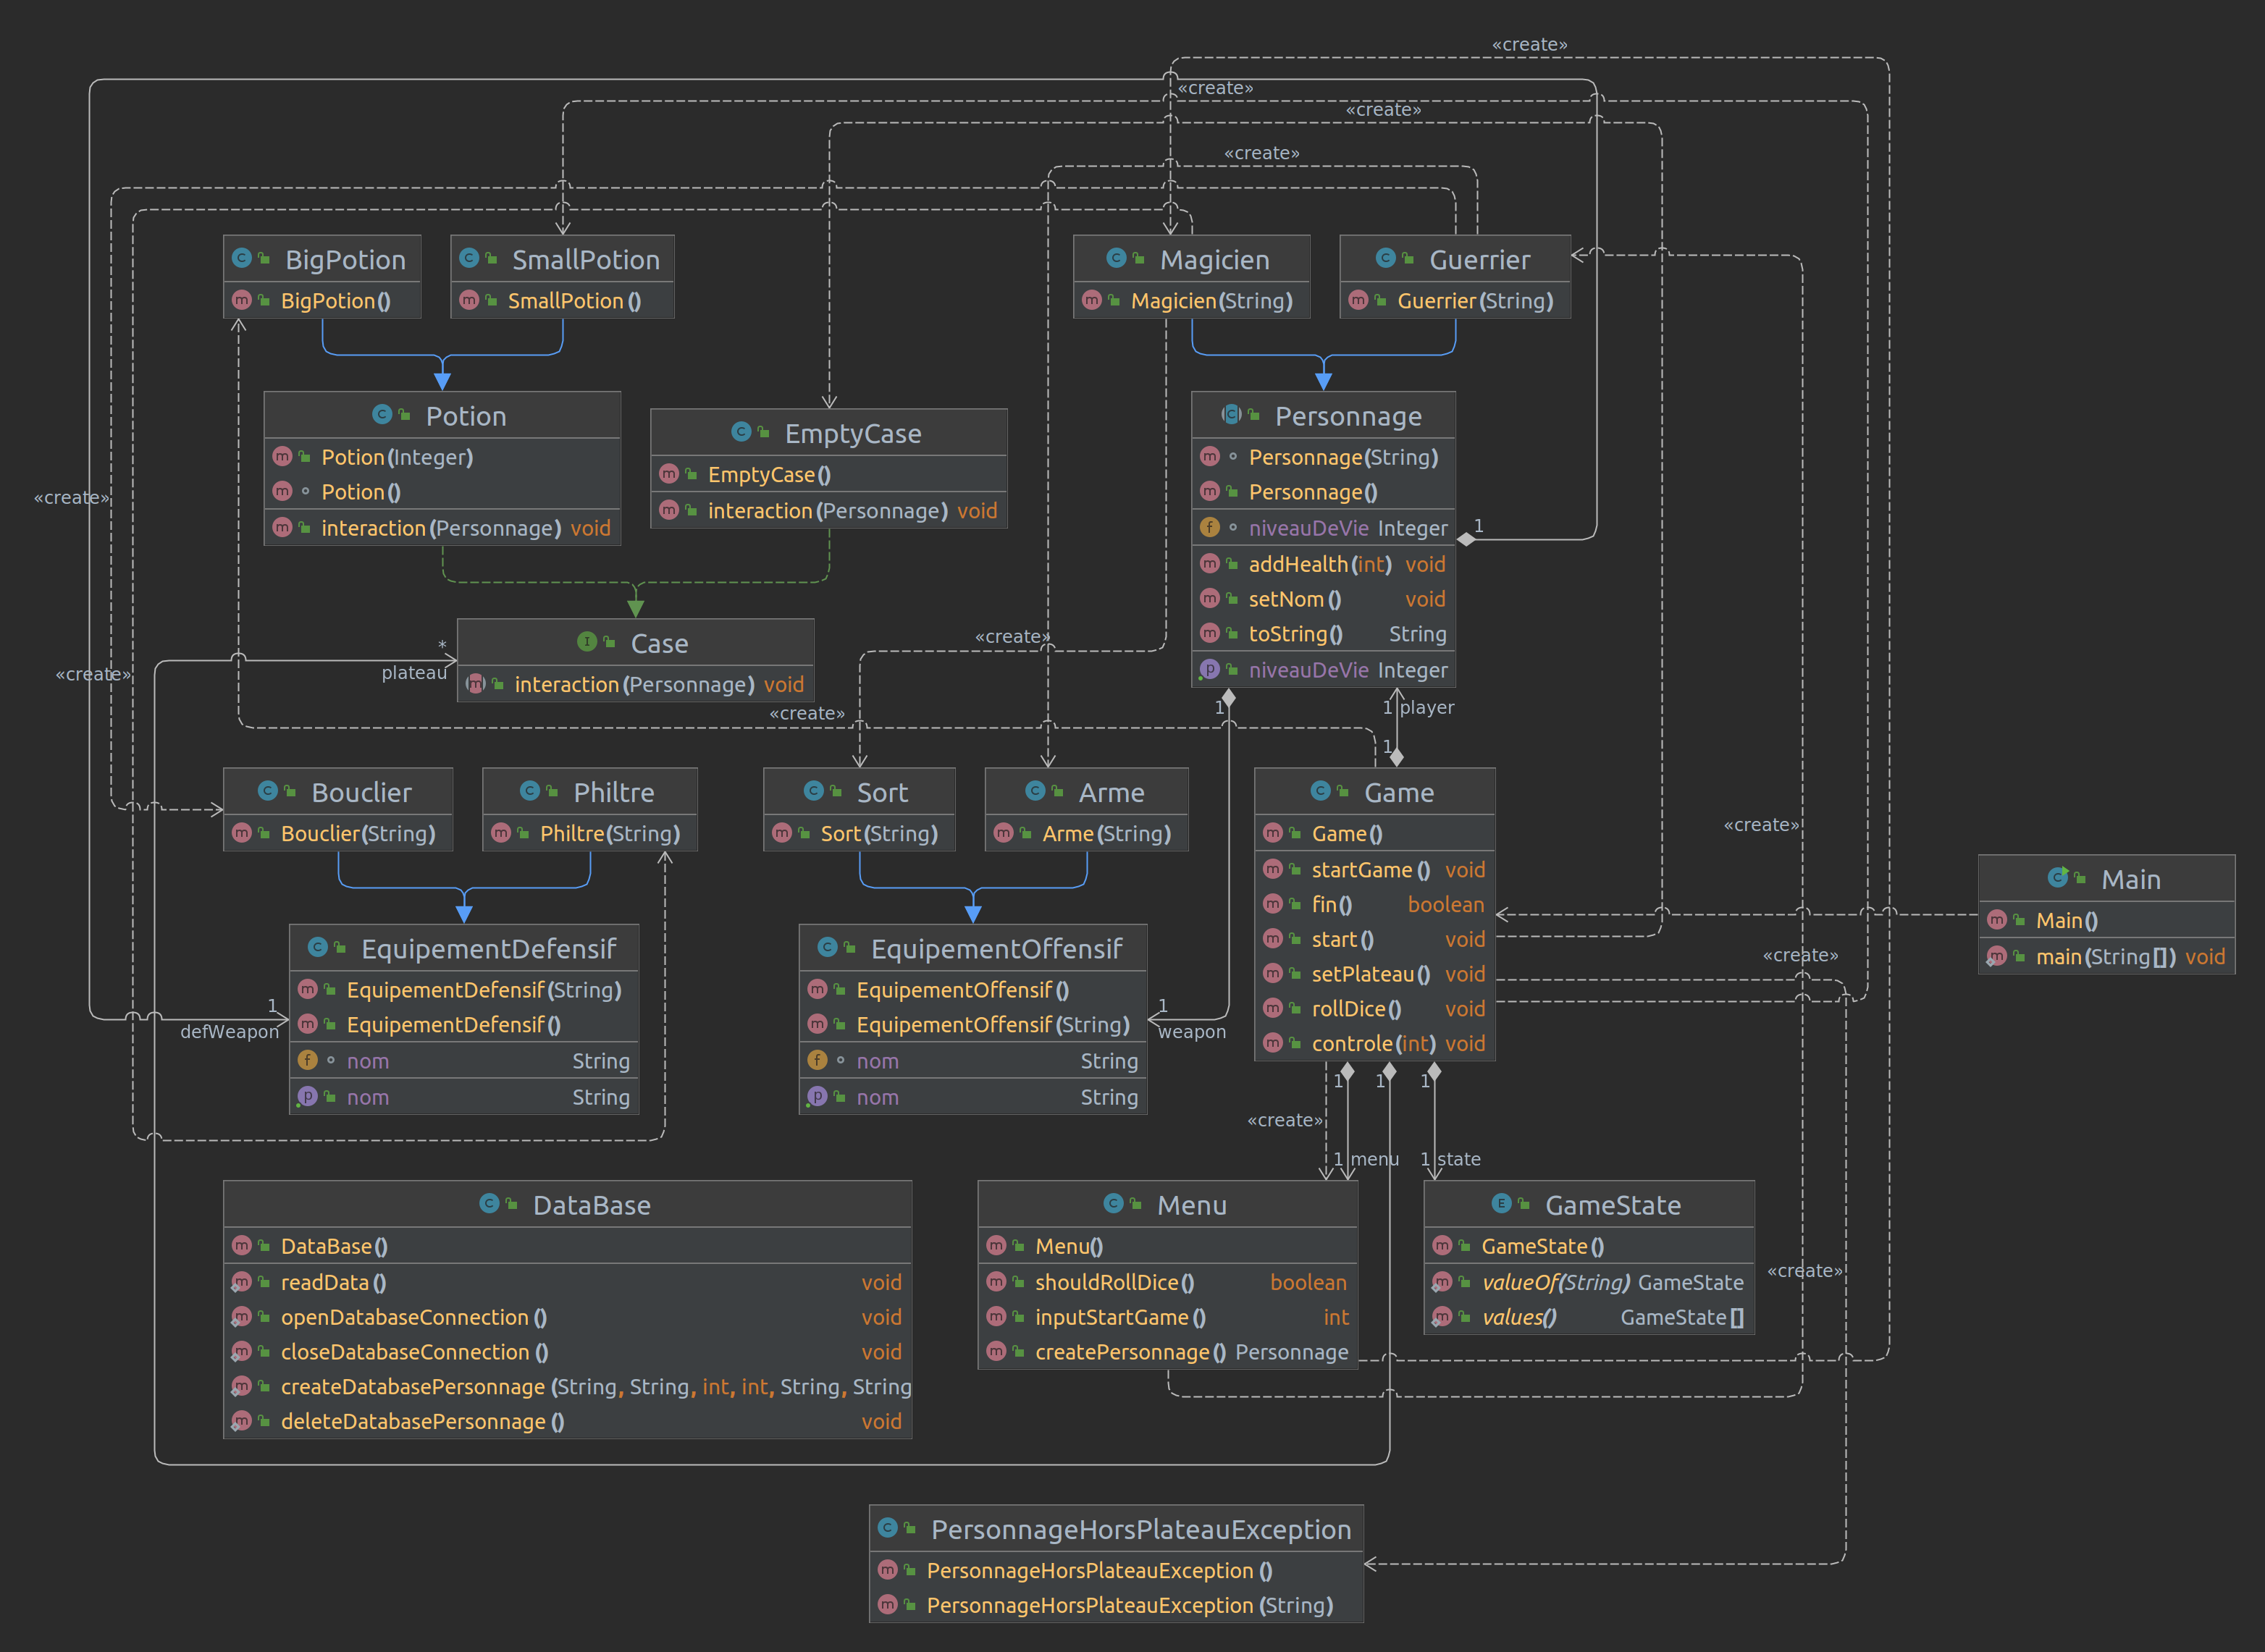 «create»
«create»
«create»
«create»
BigPotion
BigPotion()
SmallPotion
SmallPotion()
Magicien
Magicien(String)
Guerrier
Guerrier(String)
Potion
Potion(Integer)
Potion()
interaction(Personnage) void
EmptyCase
EmptyCase()
interaction(Personnage) void
Personnage
Personnage(String)
Personnage()
niveauDeVie Integer
addHealth(int) void
setNom() void
toString() String
niveauDeVie Integer
1
«create»
«create»
«create»
*
plateau
Case
interaction(Personnage) void
«create»
1
1 player
1
Bouclier
Bouclier(String)
Philtre
Philtre(String)
Sort
Sort(String)
Arme
Arme(String)
Game
Game()
startGame() void
fin() boolean
start() void
setPlateau() void
rollDice() void
controle(int) void
«create»
Main
Main()
main(String[]) void
«create»
EquipementDefensif
EquipementDefensif(String)
EquipementDefensif()
nom String
nom String
1
defWeapon
EquipementOffensif
EquipementOffensif()
EquipementOffensif(String)
nom String
nom String
1
weapon
1
1
1
«create»
1 menu
1 state
DataBase
DataBase()
readData() void
openDatabaseConnection() void
closeDatabaseConnection() void
createDatabasePersonnage(String, String, int, int, String, String
deleteDatabasePersonnage() void
Menu
Menu()
shouldRollDice() boolean
inputStartGame() int
createPersonnage() Personnage
GameState
GameState()
valueOf(String) GameState
values() GameState[]
«create»
PersonnageHorsPlateauException
PersonnageHorsPlateauException()
PersonnageHorsPlateauException(String)